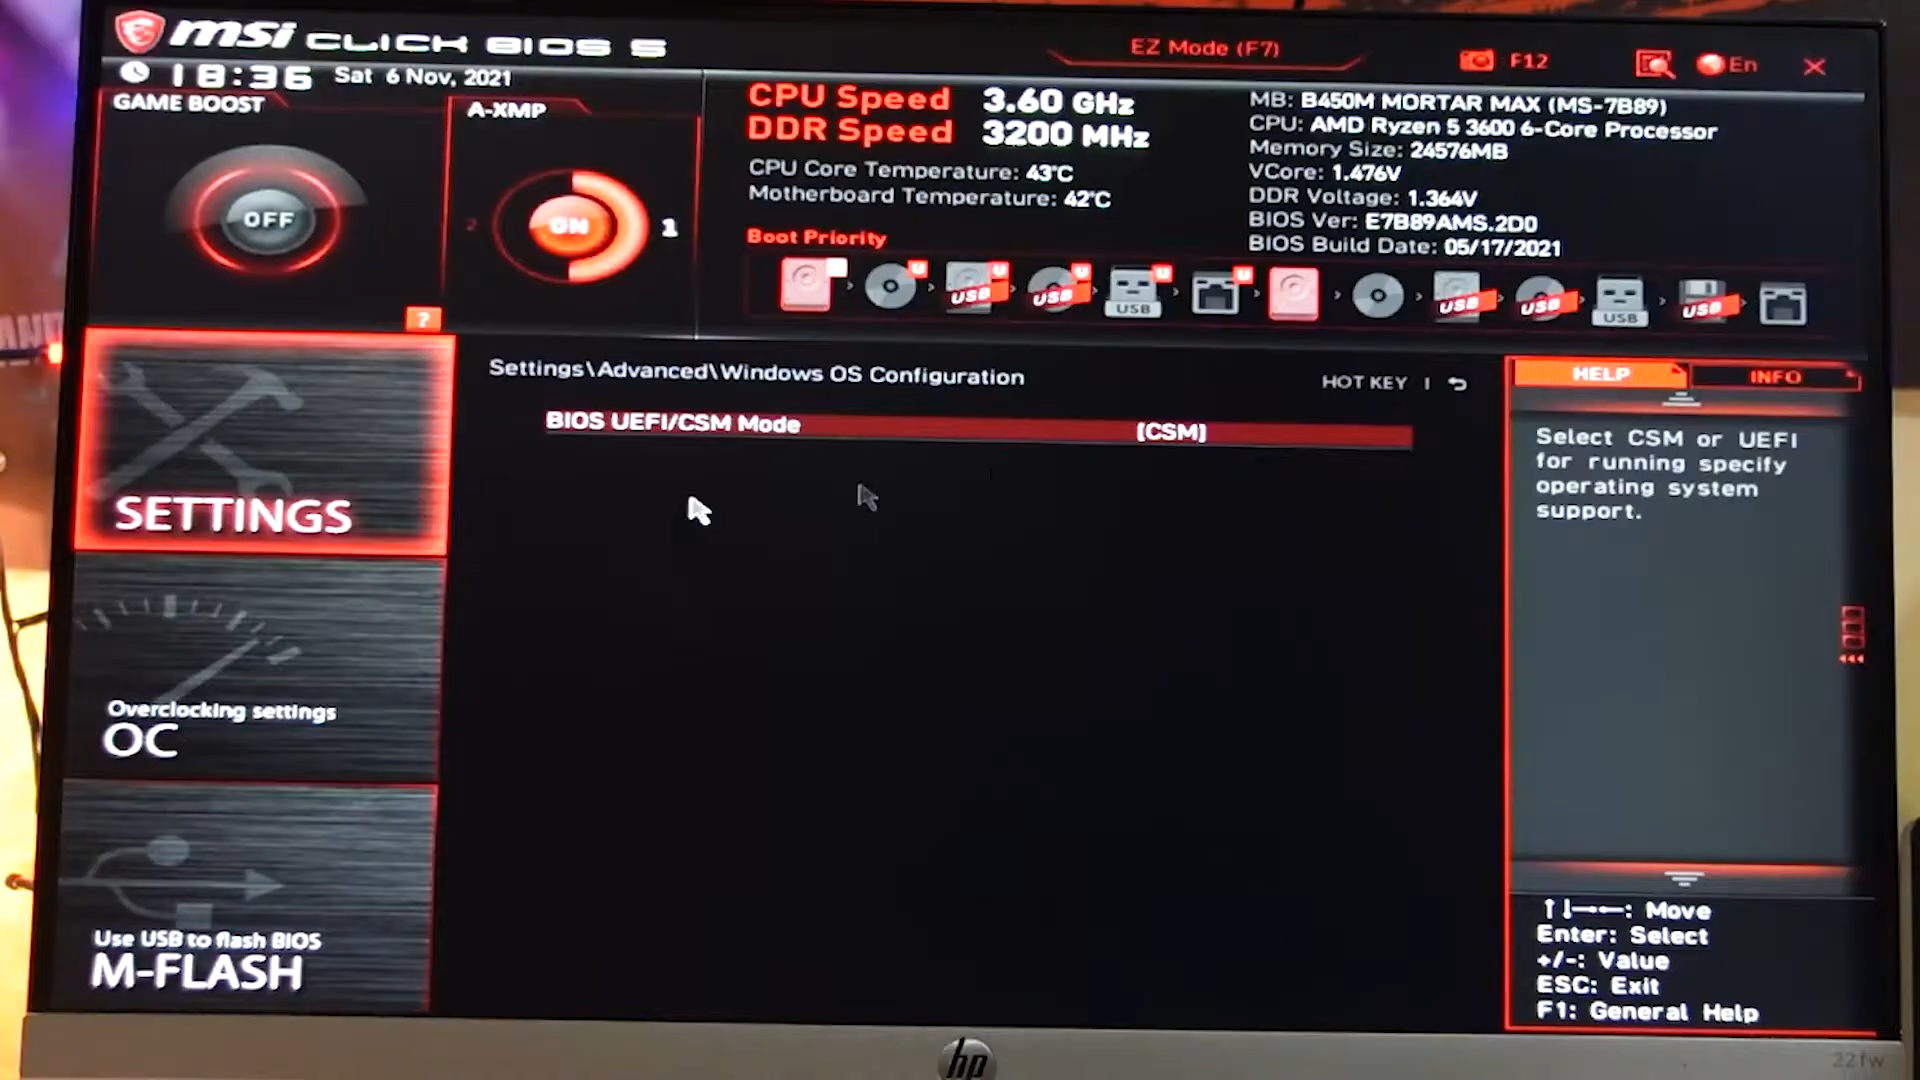 msi CLICK BIOS 5
EZ Mode (F7)
F12
En
18:36 Sat 6 Nov, 2021
GAME BOOST
OFF
A-XMP
2
ON
1
CPU Speed 3.60 GHz
DDR Speed 3200 MHz
CPU Core Temperature: 43°C
Motherboard Temperature: 42°C
MB: B450M MORTAR MAX (MS-7B89)
CPU: AMD Ryzen 5 3600 6-Core Processor
Memory Size: 24576MB
VCore: 1.476V
DDR Voltage: 1.364V
BIOS Ver: E7B89AMS.2D0
BIOS Build Date: 05/17/2021
Boot Priority
U U USB U USB U USB U USB USB USB USB
?
SETTINGS
Overclocking settings
OC
Use USB to flash BIOS
M-FLASH
Settings\Advanced\Windows OS Configuration
HOT KEY |
BIOS UEFI/CSM Mode [CSM]
HELP
INFO
Select CSM or UEFI
for running specify
operating system
support.
↑↓→←: Move
Enter: Select
+/-: Value
ESC: Exit
F1: General Help
hp
22fw